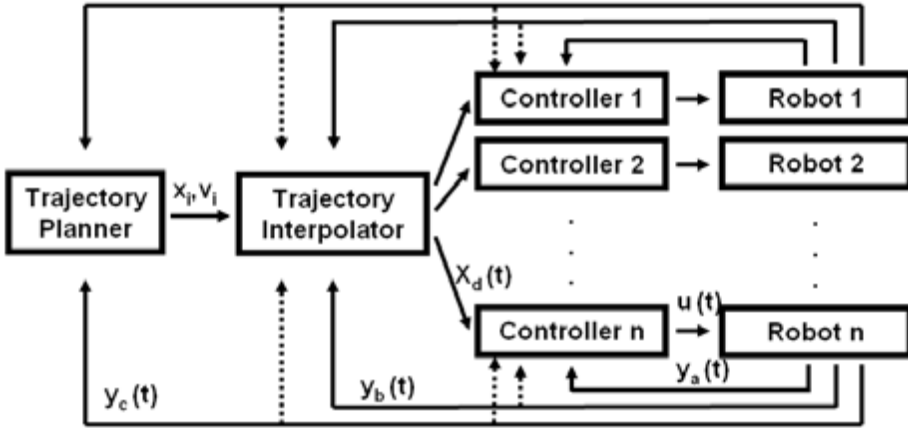 Controller 1
Robot 1
Controller 2
Robot 2
Trajectory
Planner
x_i, v_i
Trajectory
Interpolator
X_d(t)
u(t)
Controller n
Robot n
y_a(t)
y_b(t)
y_c(t)